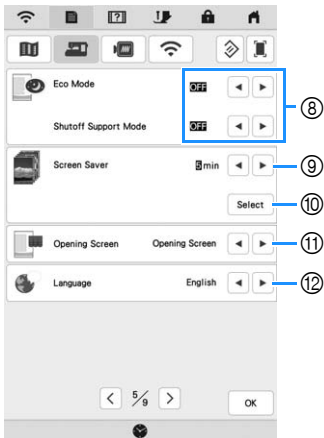 Eco Mode OFF ⑧
Shutoff Support Mode OFF
Screen Saver 5 min ⑨
Select ⑩
Opening Screen Opening Screen ⑪
Language English ⑫
< 5/9 > OK